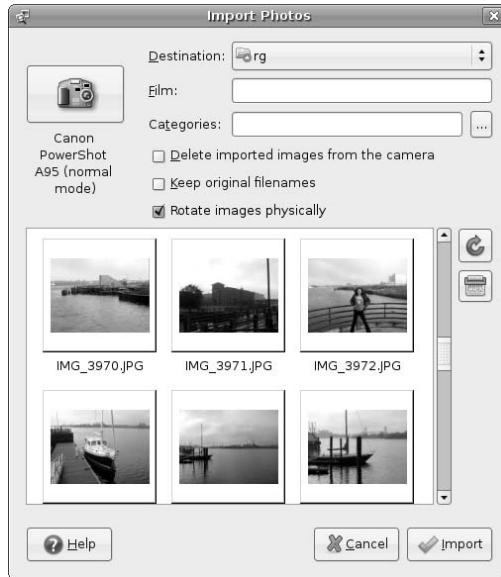 Import Photos
Destination: rg
Film:
Categories: ...
Canon
PowerShot
A95 (normal
mode)
Delete imported images from the camera
Keep original filenames
Rotate images physically
IMG_3970.JPG IMG_3971.JPG IMG_3972.JPG
Help Cancel Import